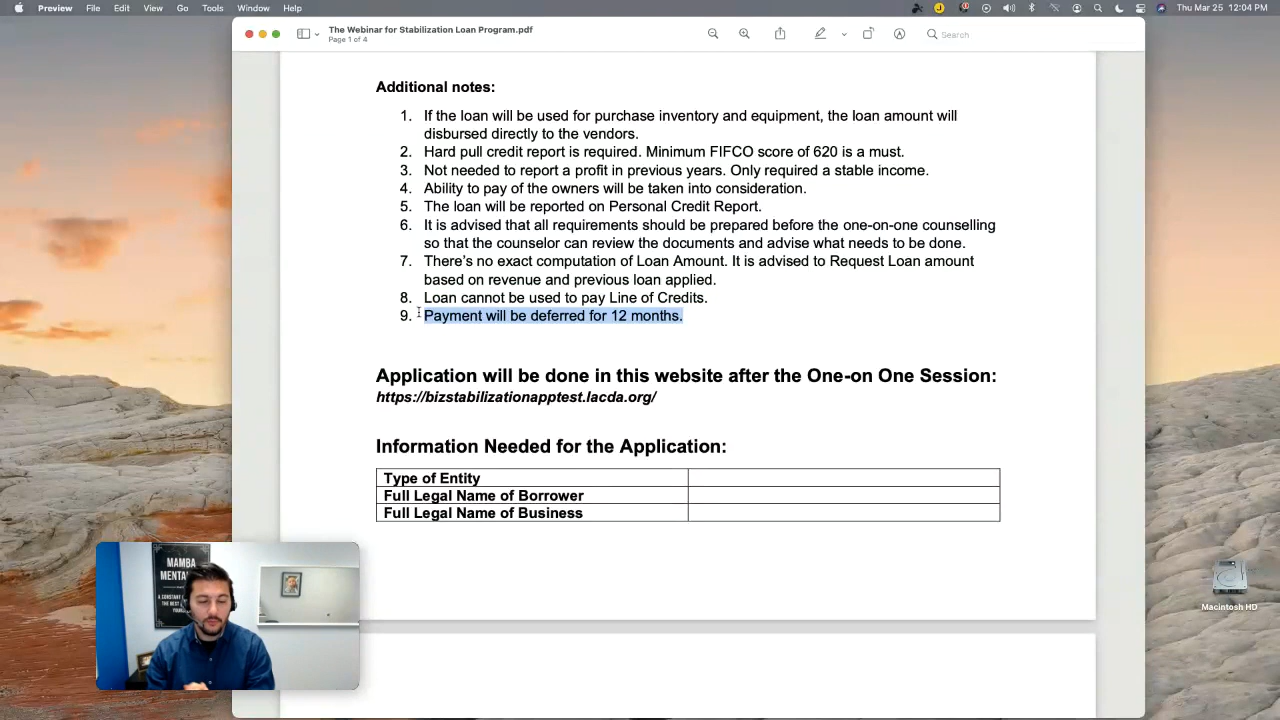 Preview File Edit View Go Tools Window Help
Thu Mar 25 12:04 PM
The Webinar for Stabilization Loan Program.pdf
Page 1 of 4
Search
Additional notes:
1. If the loan will be used for purchase inventory and equipment, the loan amount will
disbursed directly to the vendors.
2. Hard pull credit report is required. Minimum FIFCO score of 620 is a must.
3. Not needed to report a profit in previous years. Only required a stable income.
4. Ability to pay of the owners will be taken into consideration.
5. The loan will be reported on Personal Credit Report.
6. It is advised that all requirements should be prepared before the one-on-one counselling
so that the counselor can review the documents and advise what needs to be done.
7. There's no exact computation of Loan Amount. It is advised to Request Loan amount
based on revenue and previous loan applied.
8. Loan cannot be used to pay Line of Credits.
9. Payment will be deferred for 12 months.
Application will be done in this website after the One-on One Session:
https://bizstabilizationapptest.lacda.org/
Information Needed for the Application:
Type of Entity
Full Legal Name of Borrower
Full Legal Name of Business
MAMBA
MENTA
A CONSTANT
THE BEST
YOUR
Macintosh HD